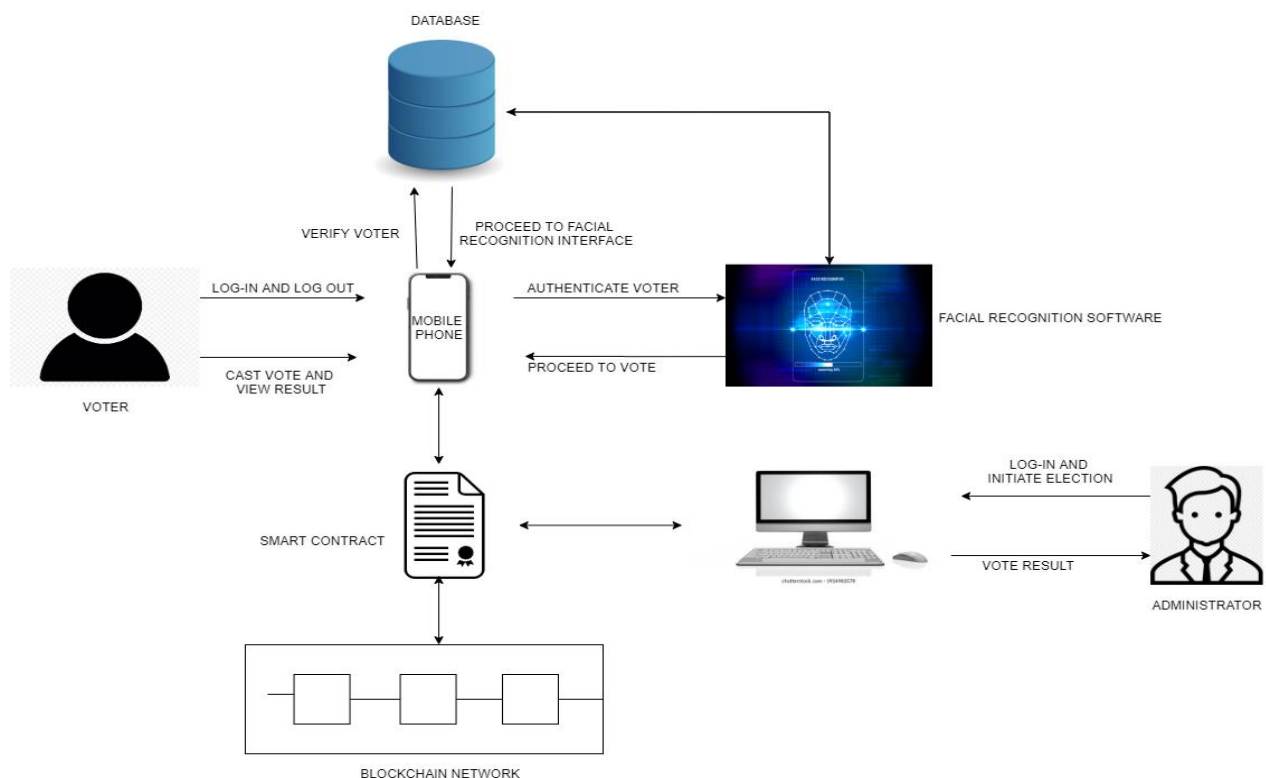 DATABASE
VERIFY VOTER
PROCEED TO FACIAL
RECOGNITION INTERFACE
LOG-IN AND LOG OUT
MOBILE
PHONE
AUTHENTICATE VOTER
FACE RECOGNITION
FACIAL RECOGNITION SOFTWARE
CAST VOTE AND
VIEW RESULT
PROCEED TO VOTE
VOTER
LOG-IN AND
INITIATE ELECTION
SMART CONTRACT
VOTE RESULT
ADMINISTRATOR
BLOCKCHAIN NETWORK